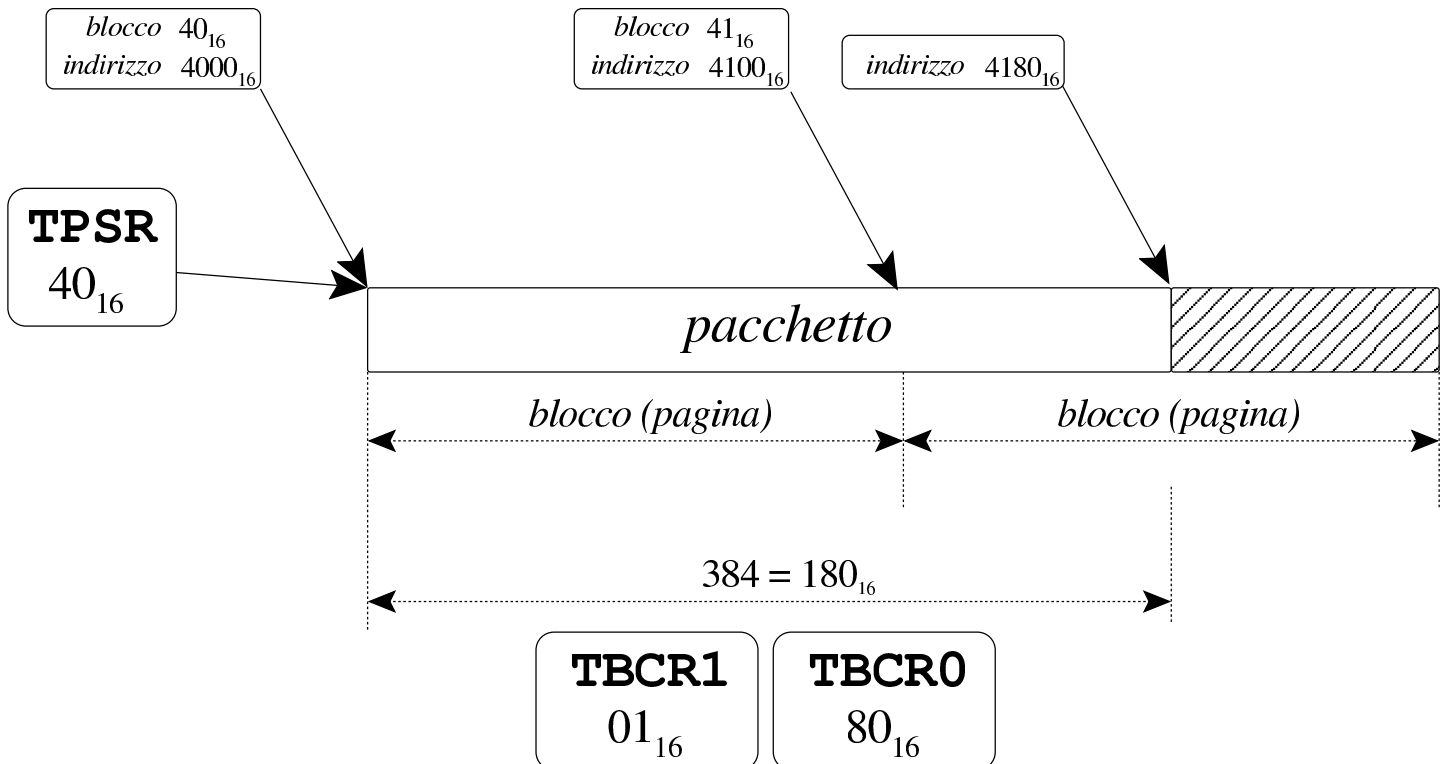 blocco 40₁₆
indirizzo 4000₁₆
blocco 41₁₆
indirizzo 4100₁₆
indirizzo 4180₁₆
TPSR
40₁₆
pacchetto
blocco (pagina)
blocco (pagina)
384 = 180₁₆
TBCR1
01₁₆
TBCR0
80₁₆